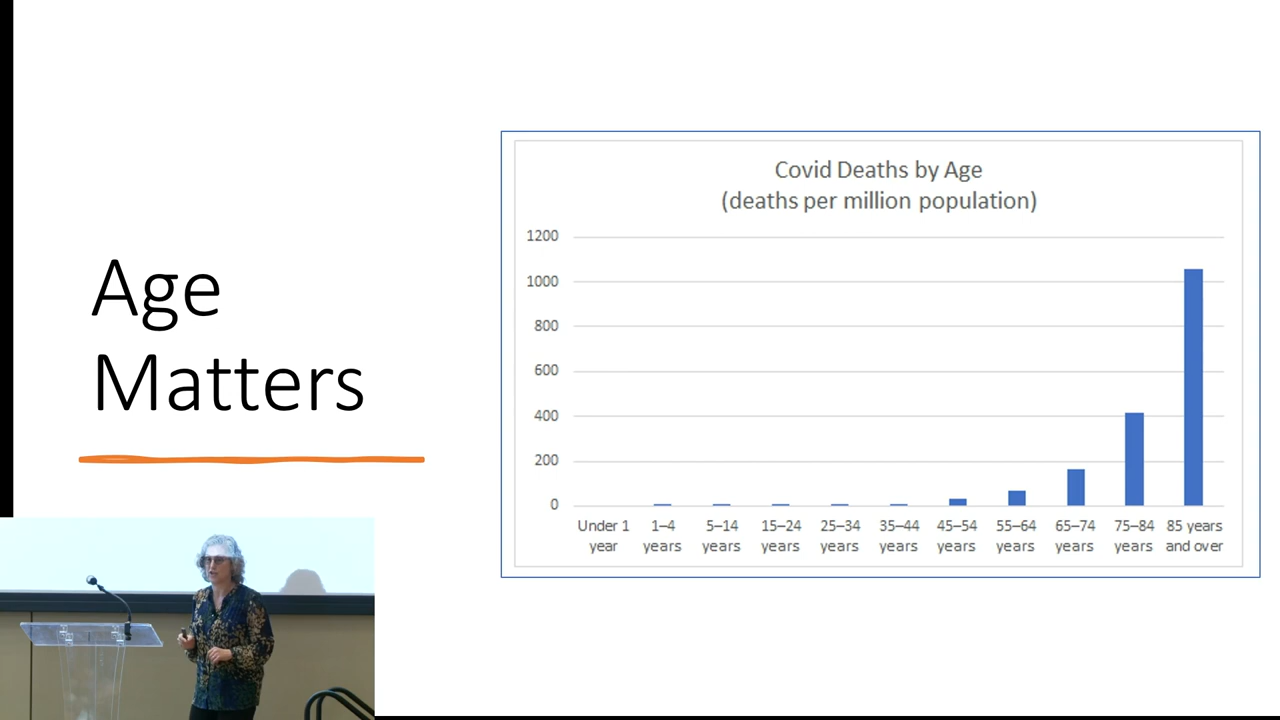 Age
Matters
Covid Deaths by Age
(deaths per million population)
1200
1000
800
600
400
200
0
Under 1 year
1–4 years
5–14 years
15–24 years
25–34 years
35–44 years
45–54 years
55–64 years
65–74 years
75–84 years
85 years and over